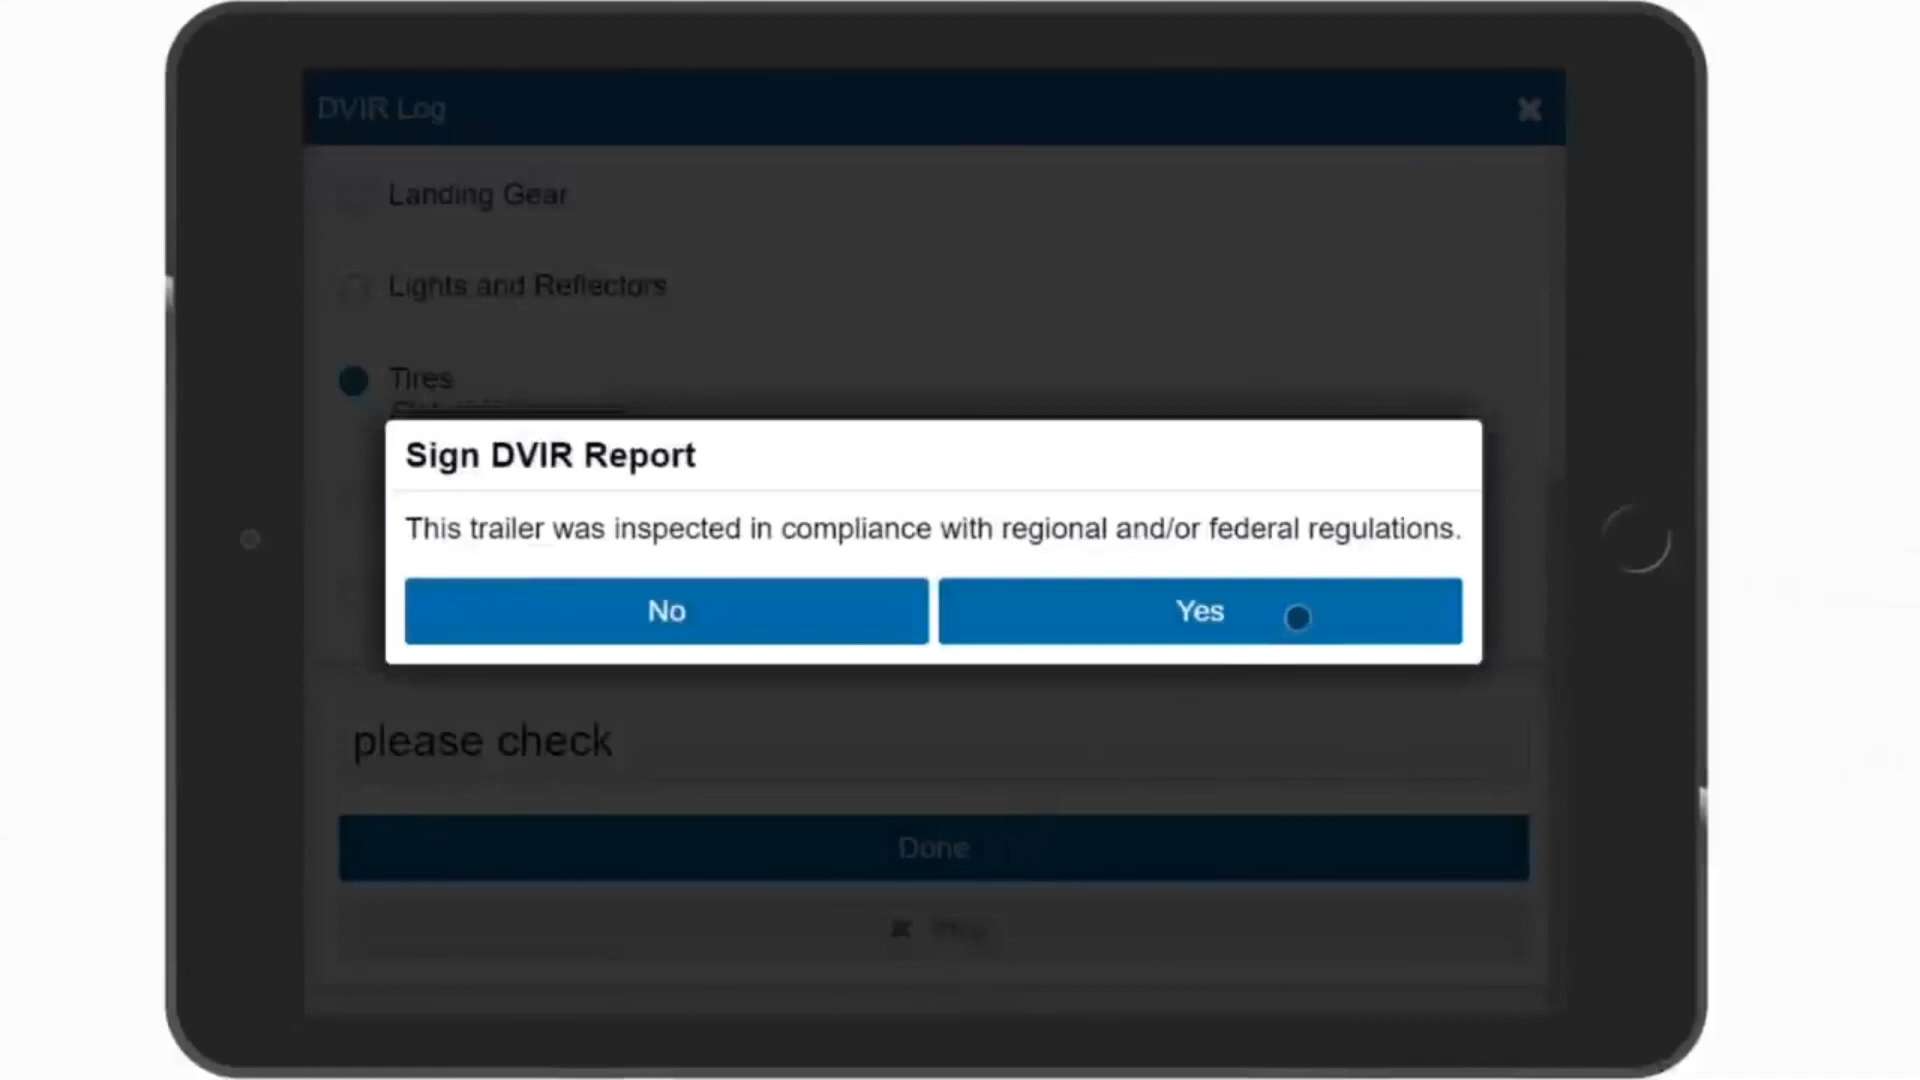 DVIR Log
Landing Gear
Lights and Reflectors
Tires
Sign DVIR Report
This trailer was inspected in compliance with regional and/or federal regulations.
No
Yes
please check
Done